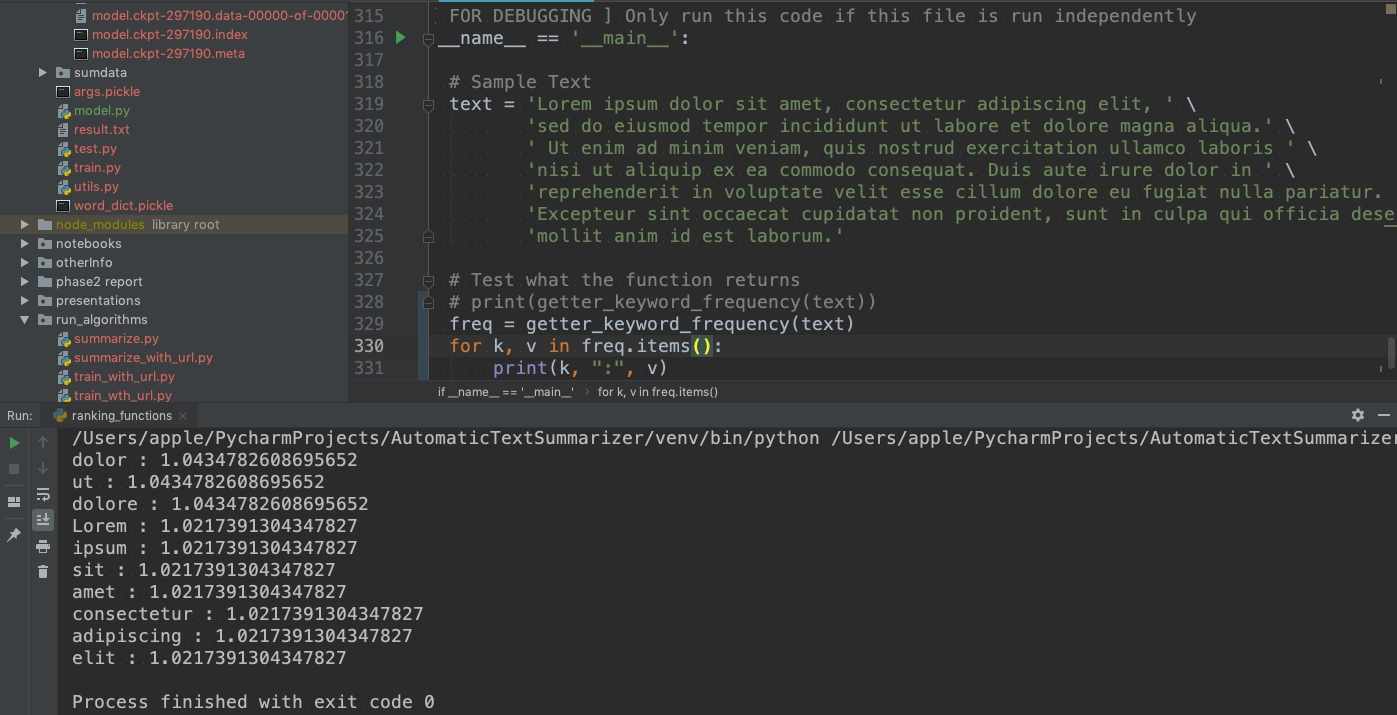 model.ckpt-297190.data-00000-of-0000
model.ckpt-297190.index
model.ckpt-297190.meta
sumdata
args.pickle
model.py
result.txt
test.py
train.py
utils.py
word_dict.pickle
node_modules library root
notebooks
otherInfo
phase2 report
presentations
run_algorithms
summarize.py
summarize_with_url.py
train_with_url.py
train_wth_url.py
315 FOR DEBUGGING ] Only run this code if this file is run independently
316 __name__ == '__main__':
317
318 # Sample Text
319 text = 'Lorem ipsum dolor sit amet, consectetur adipiscing elit, ' \
320 'sed do eiusmod tempor incididunt ut labore et dolore magna aliqua.' \
321 ' Ut enim ad minim veniam, quis nostrud exercitation ullamco laboris ' \
322 'nisi ut aliquip ex ea commodo consequat. Duis aute irure dolor in ' \
323 'reprehenderit in voluptate velit esse cillum dolore eu fugiat nulla pariatur.
324 'Excepteur sint occaecat cupidatat non proident, sunt in culpa qui officia dese
325 'mollit anim id est laborum.'
326
327 # Test what the function returns
328 # print(getter_keyword_frequency(text))
329 freq = getter_keyword_frequency(text)
330 for k, v in freq.items():
331 print(k, ":", v)
if __name__ == '__main__' › for k, v in freq.items()
Run: ranking_functions ×
/Users/apple/PycharmProjects/AutomaticTextSummarizer/venv/bin/python /Users/apple/PycharmProjects/AutomaticTextSummarizer
dolor : 1.0434782608695652
ut : 1.0434782608695652
dolore : 1.0434782608695652
Lorem : 1.0217391304347827
ipsum : 1.0217391304347827
sit : 1.0217391304347827
amet : 1.0217391304347827
consectetur : 1.0217391304347827
adipiscing : 1.0217391304347827
elit : 1.0217391304347827
Process finished with exit code 0